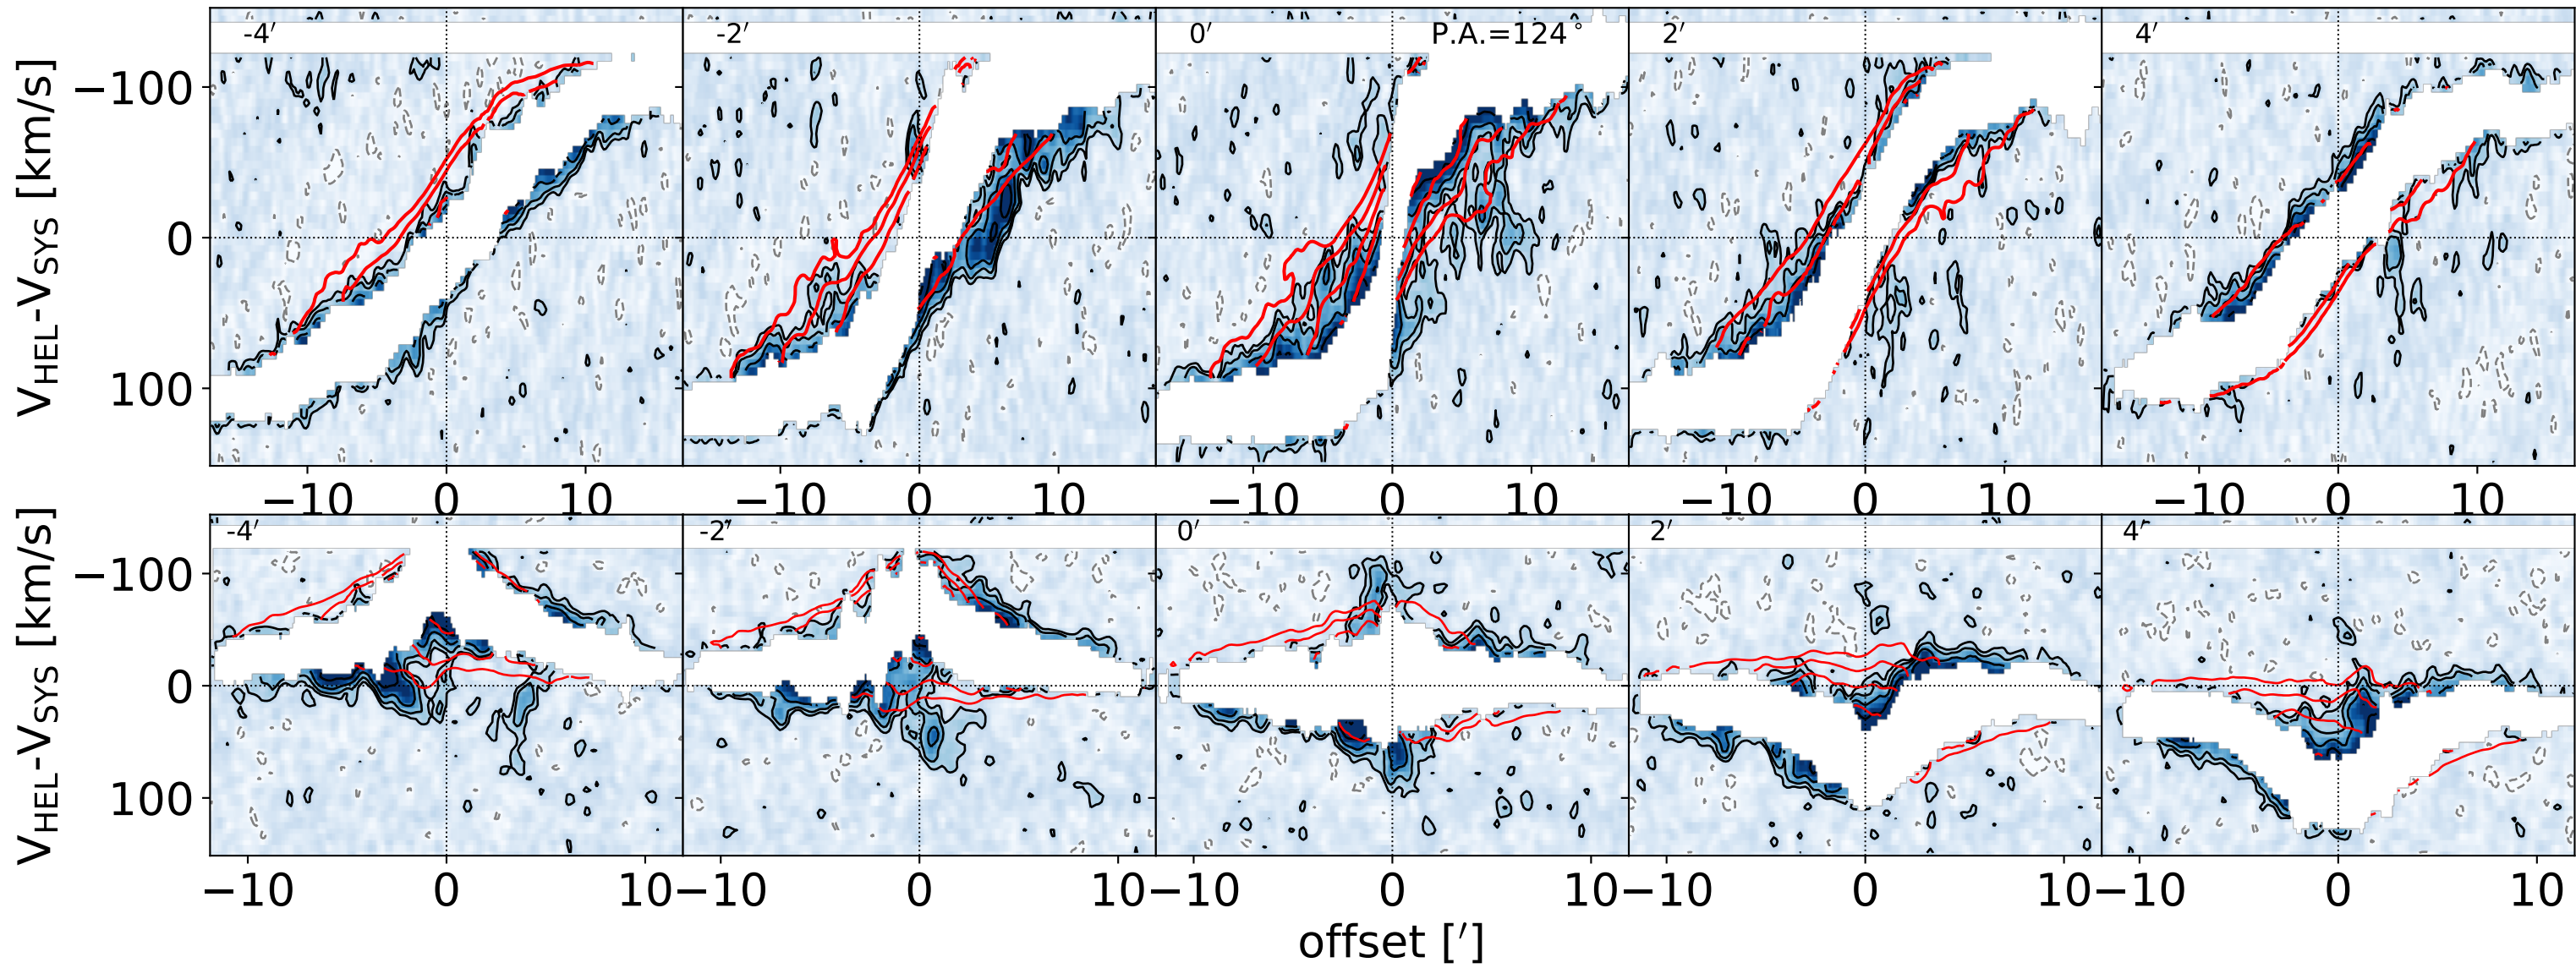 -4′ -2′ 0′ P.A.=124° 2′ 4′
V_HEL-V_SYS [km/s]
−100
0
100
−10 0 10 −10 0 10 −10 0 10 −10 0 10 −10 0 10
-4′ -2′ 0′ 2′ 4′
V_HEL-V_SYS [km/s]
−100
0
100
−10 0 10 −10 0 10 −10 0 10 −10 0 10 −10 0 10
offset [′]